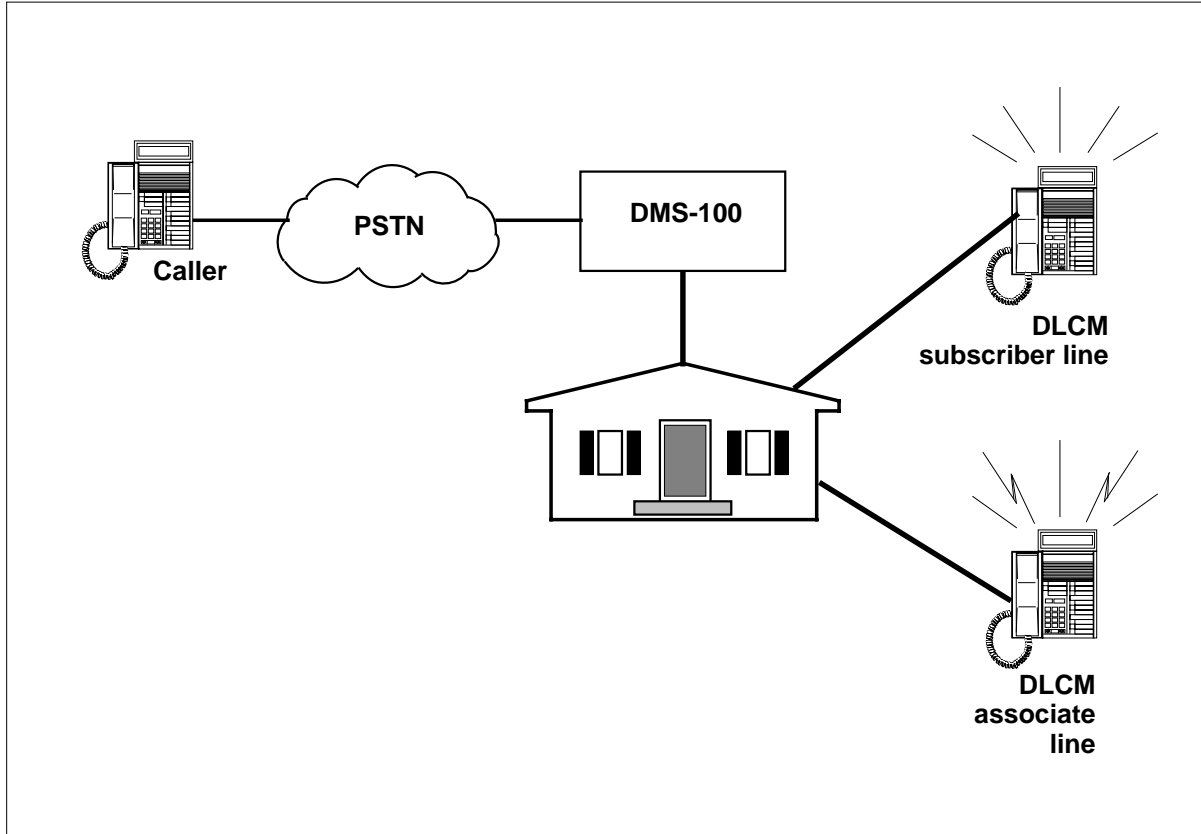 PSTN
DMS-100
Caller
DLCM
subscriber line
DLCM
associate
line